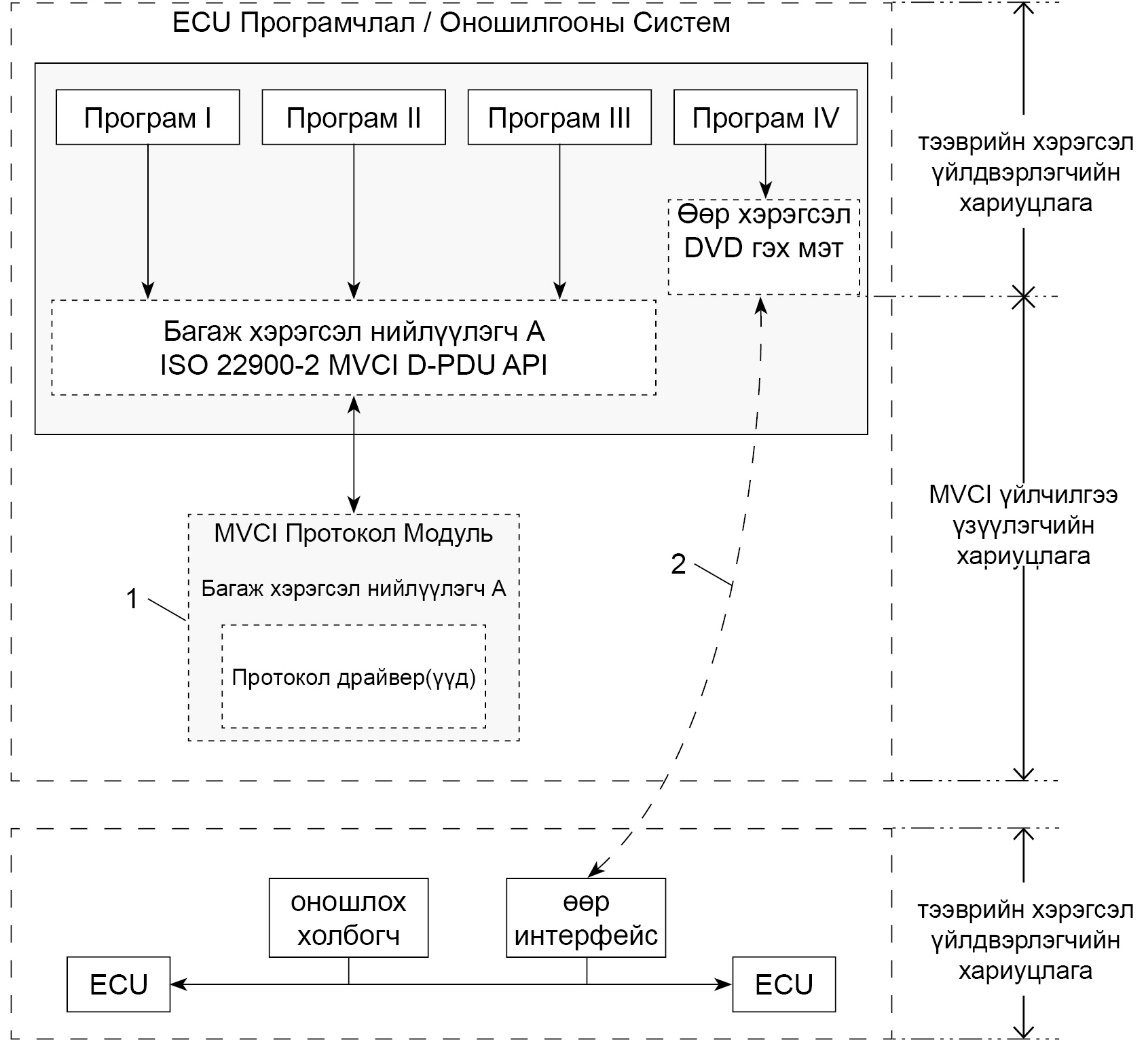 ECU Програмчлал / Оношилгооны Систем
Програм I
Програм II
Програм III
Програм IV
Өөр хэрэгсэл
DVD гэх мэт
Багаж хэрэгсэл нийлүүлэгч А
ISO 22900-2 MVCI D-PDU API
тээврийн хэрэгсэл
үйлдвэрлэгчийн
хариуцлага
MVCI Протокол Модуль
Багаж хэрэгсэл нийлүүлэгч А
Протокол драйвер(үүд)
1
2
MVCI үйлчилгээ
үзүүлэгчийн
хариуцлага
оношлох
холбогч
өөр
интерфейс
ECU
ECU
тээврийн хэрэгсэл
үйлдвэрлэгчийн
хариуцлага